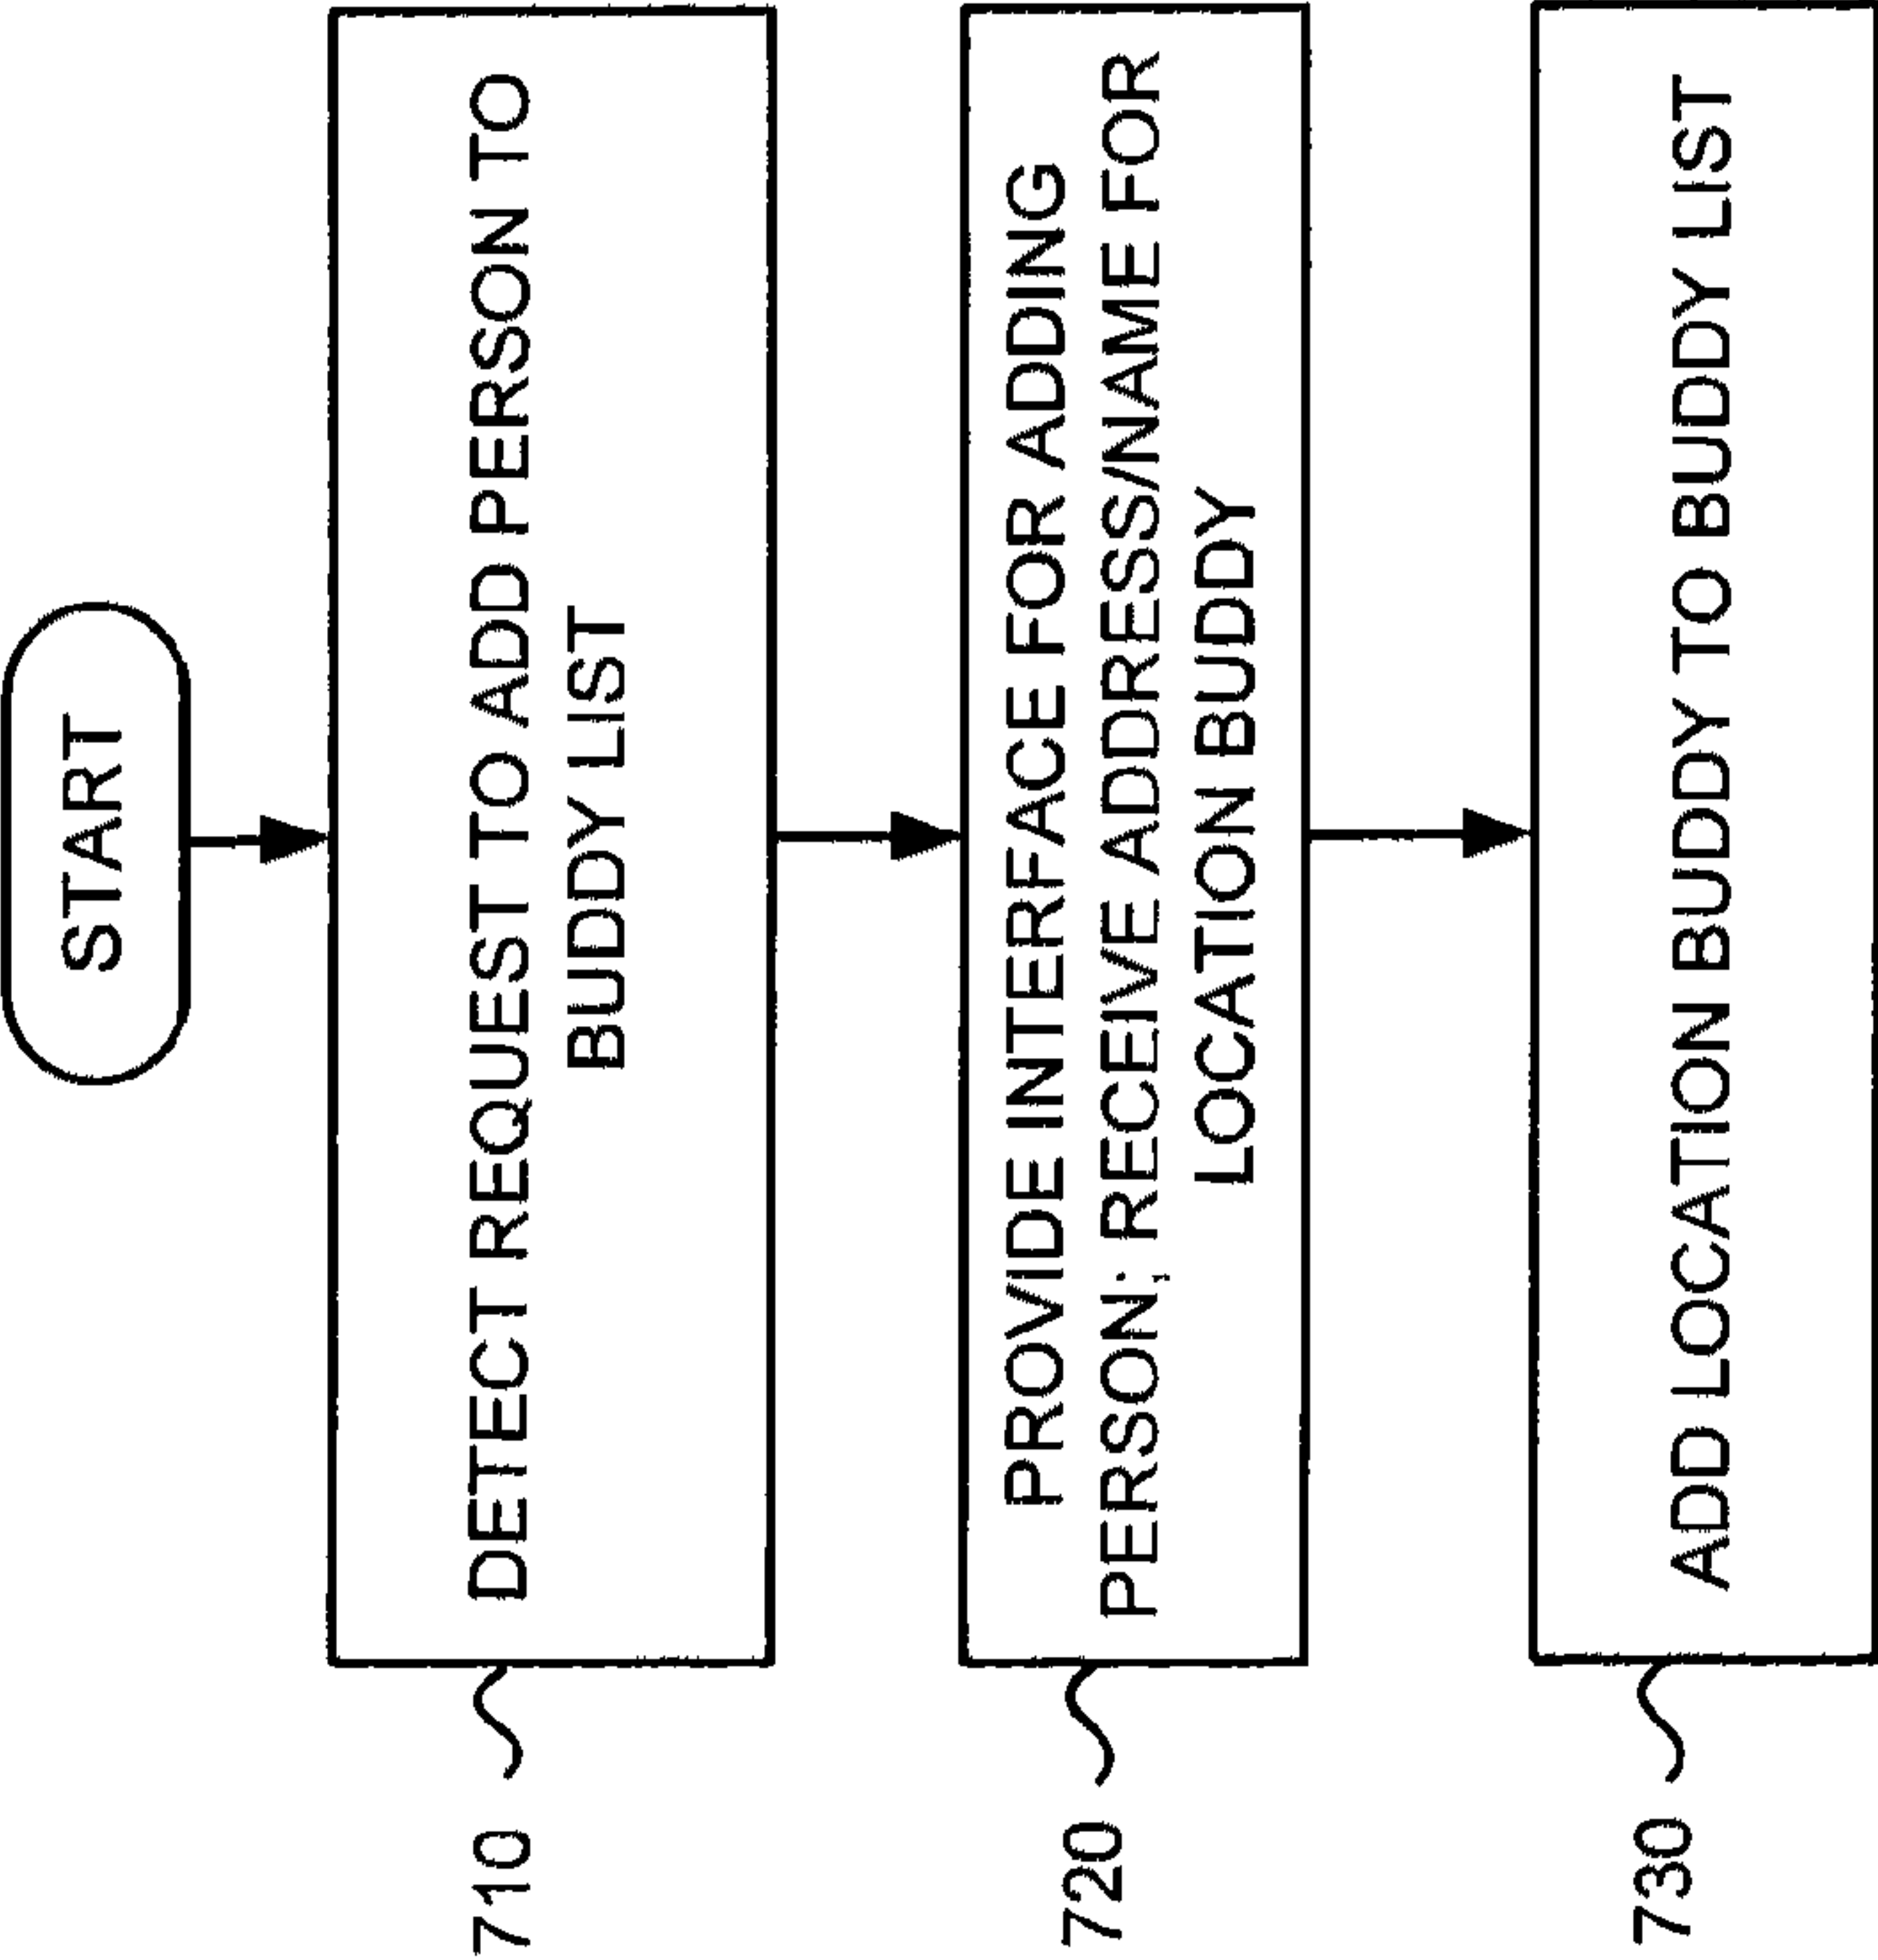 START
710
DETECT REQUEST TO ADD PERSON TO
BUDDY LIST
720
PROVIDE INTERFACE FOR ADDING
PERSON; RECEIVE ADDRESS/NAME FOR
LOCATION BUDDY
730
ADD LOCATION BUDDY TO BUDDY LIST